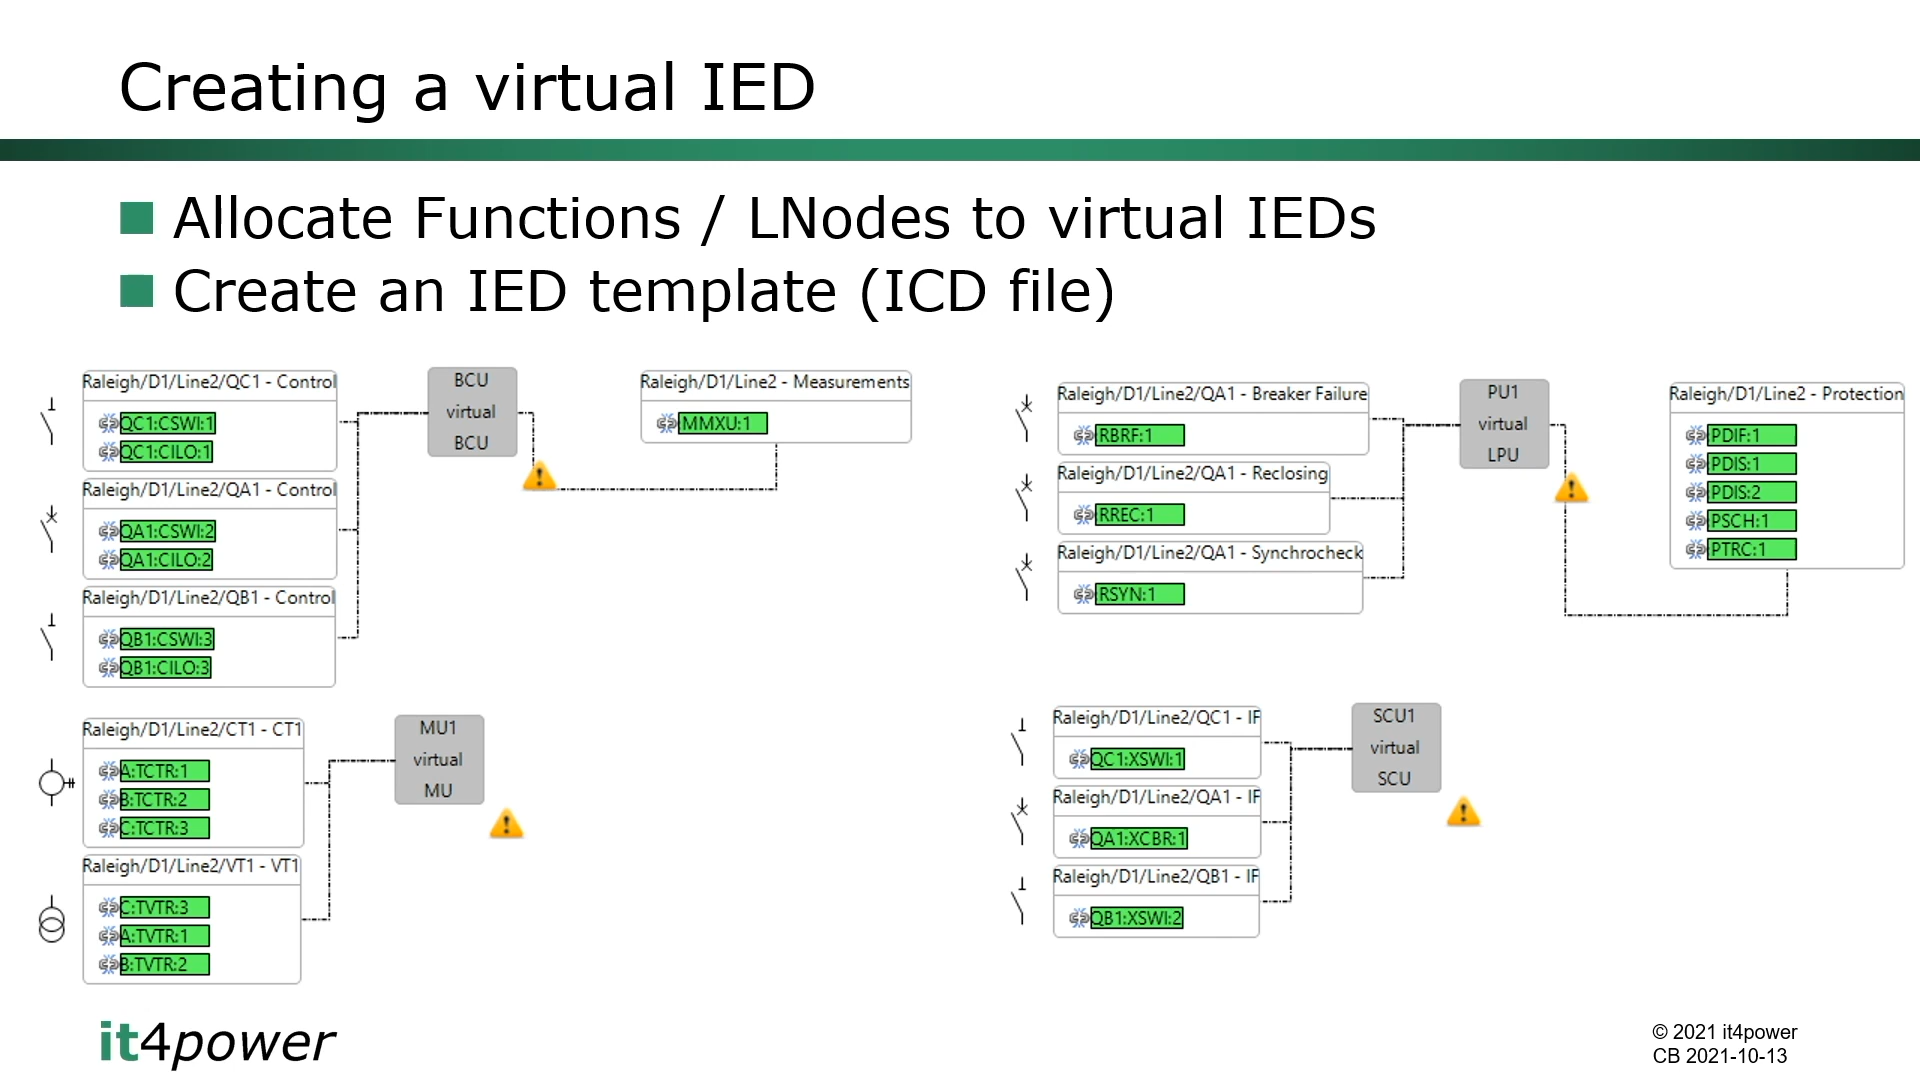 Creating a virtual IED
Allocate Functions / LNodes to virtual IEDs
Create an IED template (ICD file)
Raleigh/D1/Line2/QC1 - Control
QC1:CSWI:1
QC1:CILO:1
Raleigh/D1/Line2/QA1 - Control
QA1:CSWI:2
QA1:CILO:2
Raleigh/D1/Line2/QB1 - Control
QB1:CSWI:3
QB1:CILO:3
BCU
virtual
BCU
Raleigh/D1/Line2 - Measurements
MMXU:1
Raleigh/D1/Line2/QA1 - Breaker Failure
RBRF:1
Raleigh/D1/Line2/QA1 - Reclosing
RREC:1
Raleigh/D1/Line2/QA1 - Synchrocheck
RSYN:1
PU1
virtual
LPU
Raleigh/D1/Line2 - Protection
PDIF:1
PDIS:1
PDIS:2
PSCH:1
PTRC:1
Raleigh/D1/Line2/CT1 - CT1
A:TCTR:1
B:TCTR:2
C:TCTR:3
Raleigh/D1/Line2/VT1 - VT1
C:TVTR:3
A:TVTR:1
B:TVTR:2
MU1
virtual
MU
Raleigh/D1/Line2/QC1 - IF
QC1:XSWI:1
Raleigh/D1/Line2/QA1 - IF
QA1:XCBR:1
Raleigh/D1/Line2/QB1 - IF
QB1:XSWI:2
SCU1
virtual
SCU
it4power
© 2021 it4power
CB 2021-10-13